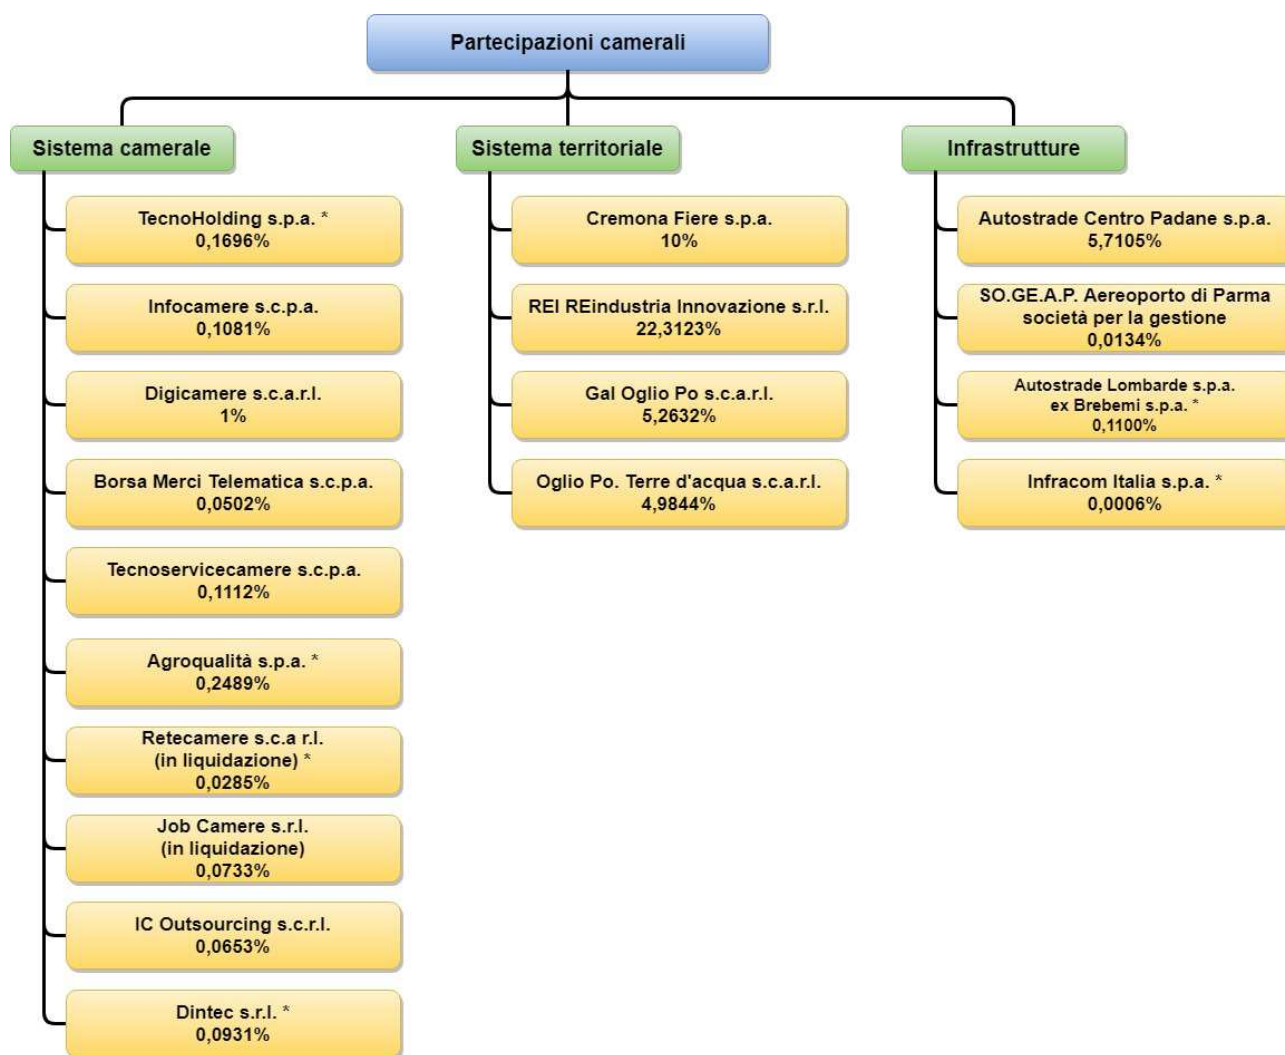 Partecipazioni camerali
Sistema camerale
TecnoHolding s.p.a. *
0,1696%
Infocamere s.c.p.a.
0,1081%
Digicamere s.c.a.r.l.
1%
Borsa Merci Telematica s.c.p.a.
0,0502%
Tecnoservicecamere s.c.p.a.
0,1112%
Agroqualità s.p.a. *
0,2489%
Retecamere s.c.a r.l.
(in liquidazione) *
0,0285%
Job Camere s.r.l.
(in liquidazione)
0,0733%
IC Outsourcing s.c.r.l.
0,0653%
Dintec s.r.l. *
0,0931%
Sistema territoriale
Cremona Fiere s.p.a.
10%
REI REindustria Innovazione s.r.l.
22,3123%
Gal Oglio Po s.c.a.r.l.
5,2632%
Oglio Po. Terre d'acqua s.c.a.r.l.
4,9844%
Infrastrutture
Autostrade Centro Padane s.p.a.
5,7105%
SO.GE.A.P. Aereoporto di Parma
società per la gestione
0,0134%
Autostrade Lombarde s.p.a.
ex Brebemi s.p.a. *
0,1100%
Infracom Italia s.p.a. *
0,0006%